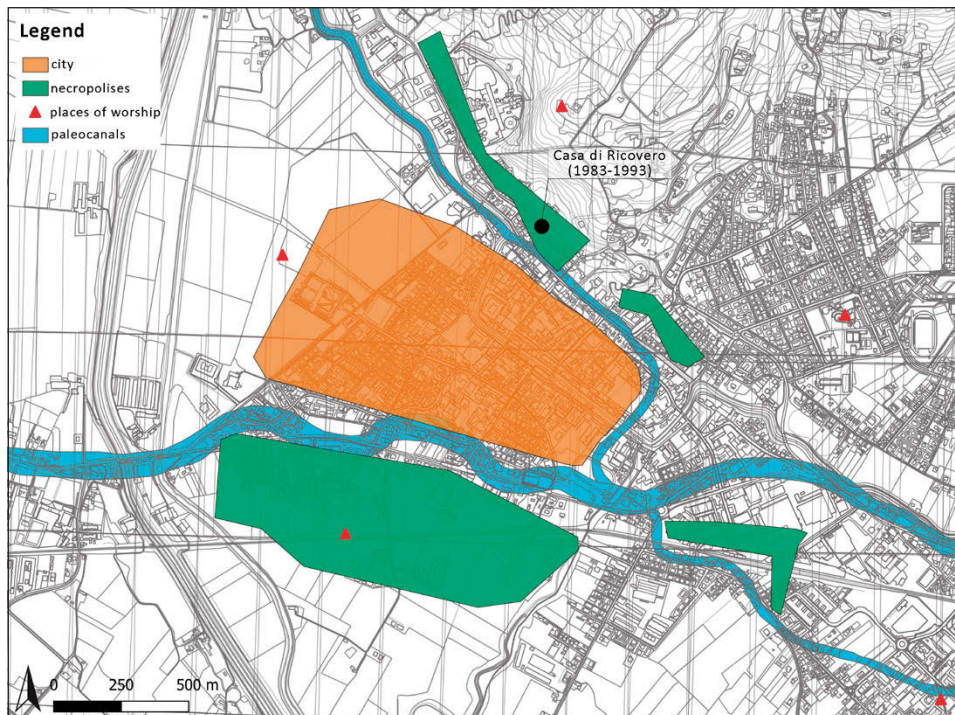 Legend
city
necropolises
places of worship
paleocanals
Casa di Ricovero
(1983-1993)
0 250 500 m